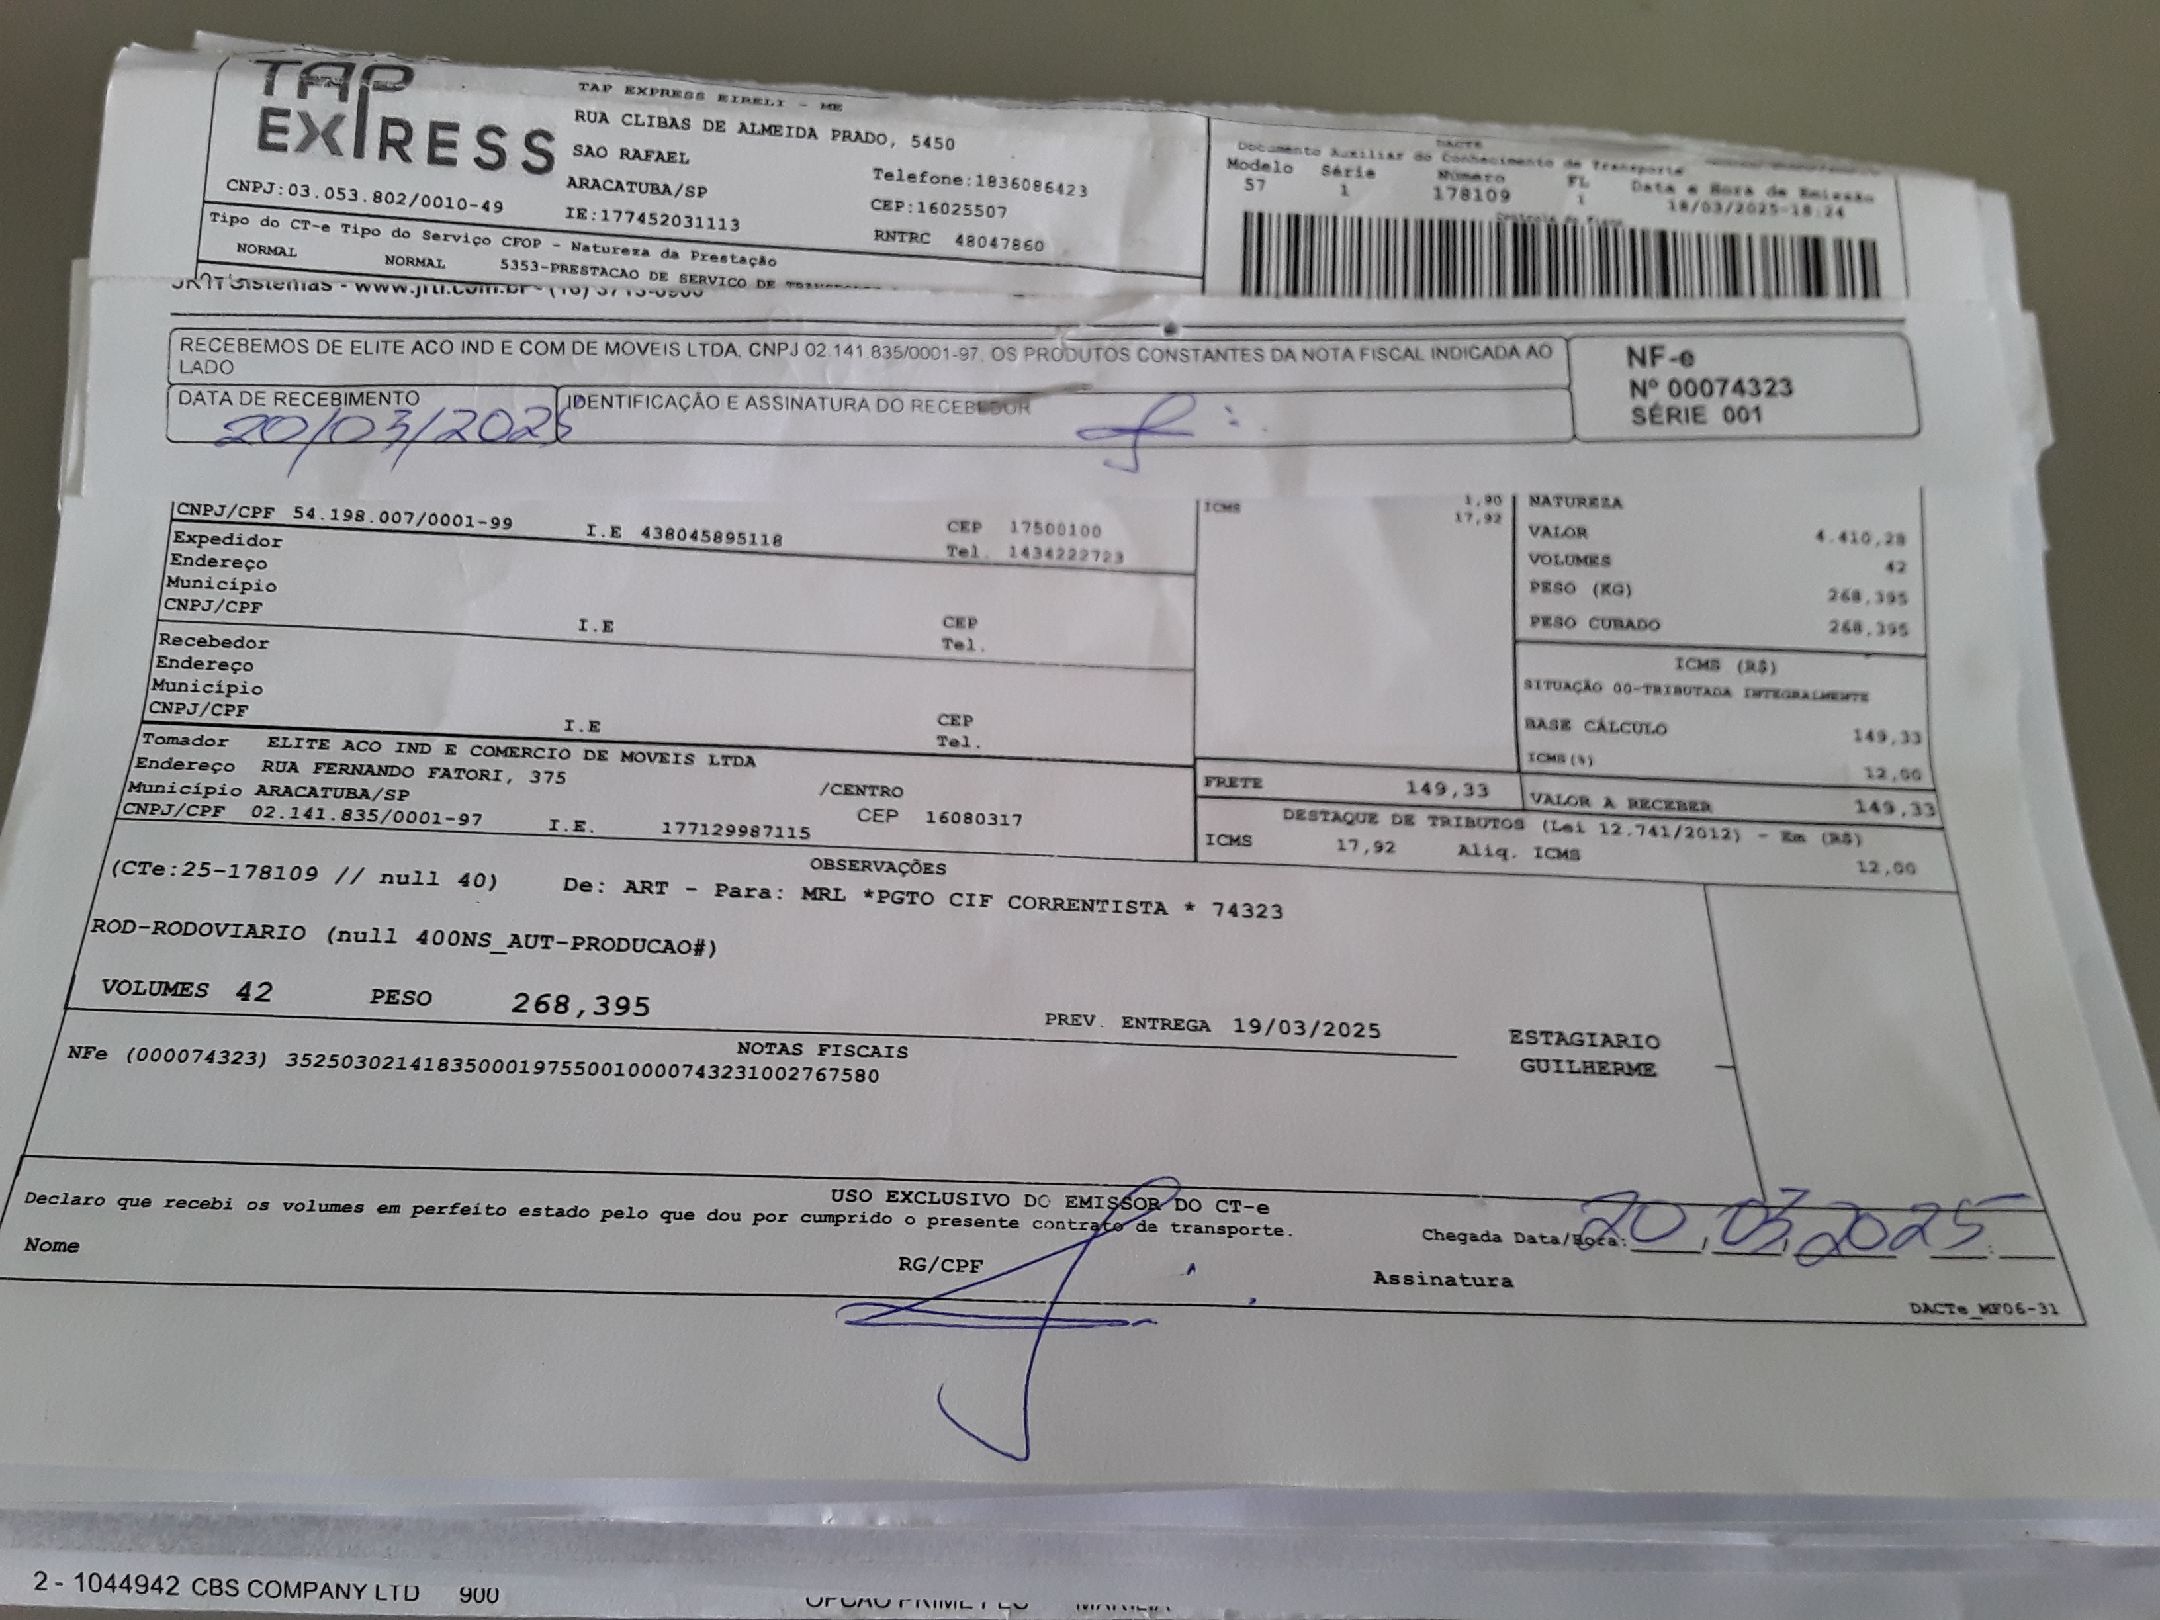 TAP
EXPRESS
TAP EXPRESS EIRELI - ME
RUA CLIBAS DE ALMEIDA PRADO, 5450
SAO RAFAEL
Telefone:1836086423
ARACATUBA/SP
CEP:16025507
CNPJ:03.053.802/0010-49
IE:177452031113
RNTRC 48047860
Tipo do CT-e Tipo do Serviço CFOP - Natureza da Prestação
NORMAL NORMAL 5353-PRESTACAO DE SERVICO DE
DACTE
Documento Auxiliar do Conhecimento de Transporte
Modelo Série Número FL Data e Hora de Emissão
57 1 178109 1 18/03/2025-18:24
Controle do Fisco
RECEBEMOS DE ELITE ACO IND E COM DE MOVEIS LTDA, CNPJ 02.141.835/0001-97, OS PRODUTOS CONSTANTES DA NOTA FISCAL INDICADA AO
LADO
DATA DE RECEBIMENTO
20/03/2025
IDENTIFICAÇÃO E ASSINATURA DO RECEBEDOR
NF-e
Nº 00074323
SÉRIE 001
CNPJ/CPF 54.198.007/0001-99 I.E 438045895118 CEP 17500100
Tel. 1434222723
Expedidor
Endereço
Município
CNPJ/CPF I.E CEP
Tel.
Recebedor
Endereço
Município
CNPJ/CPF I.E CEP
Tel.
Tomador ELITE ACO IND E COMERCIO DE MOVEIS LTDA
Endereço RUA FERNANDO FATORI, 375 /CENTRO
Município ARACATUBA/SP CEP 16080317
CNPJ/CPF 02.141.835/0001-97 I.E. 177129987115
1,90
ICMS 17,92
NATUREZA
VALOR 4.410,28
VOLUMES 42
PESO (KG) 268,395
PESO CUBADO 268,395
ICMS (R$)
SITUAÇÃO 00-TRIBUTADA INTEGRALMENTE
BASE CÁLCULO 149,33
ICMS(%) 12,00
FRETE 149,33 VALOR A RECEBER 149,33
DESTAQUE DE TRIBUTOS (Lei 12.741/2012) - Em (R$)
ICMS 17,92 Aliq. ICMS 12,00
OBSERVAÇÕES
(CTe:25-178109 // null 40) De: ART - Para: MRL *PGTO CIF CORRENTISTA * 74323
ROD-RODOVIARIO (null 400NS_AUT-PRODUCAO#)
VOLUMES 42 PESO 268,395
PREV. ENTREGA 19/03/2025
ESTAGIARIO
GUILHERME
NOTAS FISCAIS
NFe (000074323) 35250302141835000197550010000743231002767580
USO EXCLUSIVO DO EMISSOR DO CT-e
Declaro que recebi os volumes em perfeito estado pelo que dou por cumprido o presente contrato de transporte.
Chegada Data/Hora: 20 03 2025
Nome RG/CPF Assinatura
DACTe_MF06-31
2 - 1044942 CBS COMPANY LTD 900